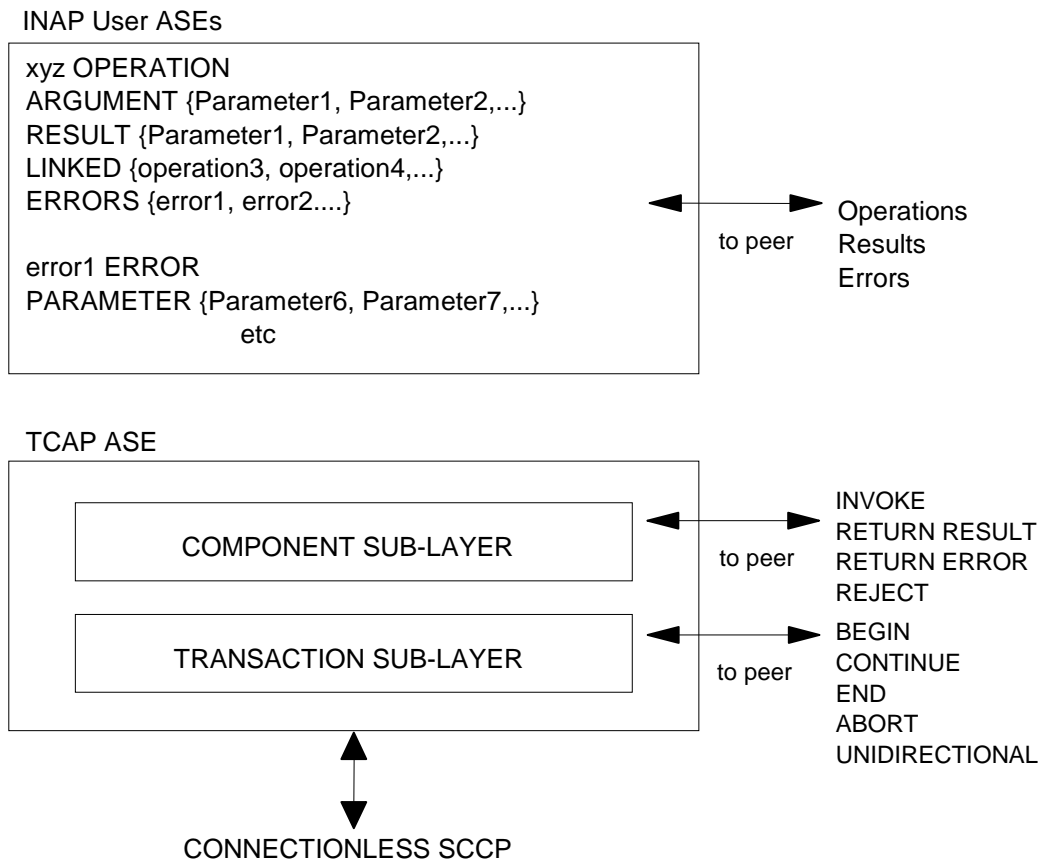 INAP User ASEs
xyz OPERATION
ARGUMENT {Parameter1, Parameter2,...}
RESULT {Parameter1, Parameter2,...}
LINKED {operation3, operation4,...}
ERRORS {error1, error2....}
error1 ERROR
PARAMETER {Parameter6, Parameter7,...}
etc
to peer
Operations
Results
Errors
TCAP ASE
COMPONENT SUB-LAYER
to peer
INVOKE
RETURN RESULT
RETURN ERROR
REJECT
TRANSACTION SUB-LAYER
to peer
BEGIN
CONTINUE
END
ABORT
UNIDIRECTIONAL
CONNECTIONLESS SCCP